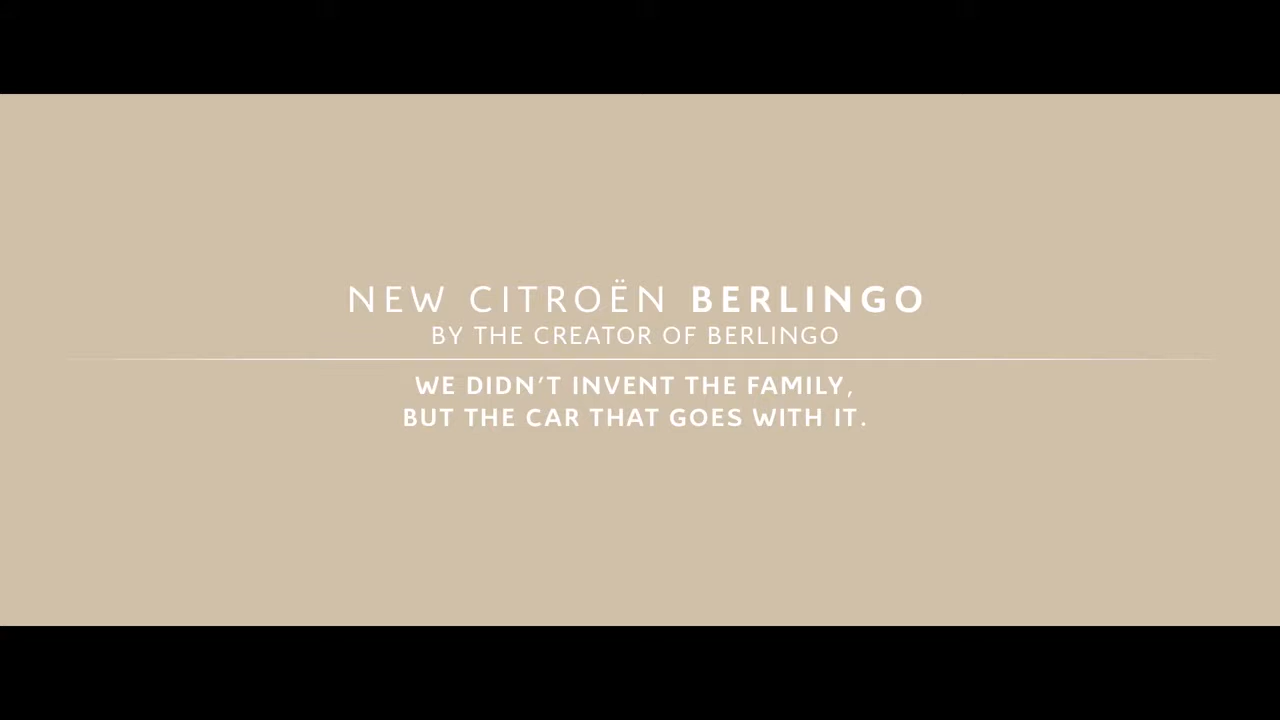 NEW CITROËN BERLINGO
BY THE CREATOR OF BERLINGO
WE DIDN'T INVENT THE FAMILY,
BUT THE CAR THAT GOES WITH IT.